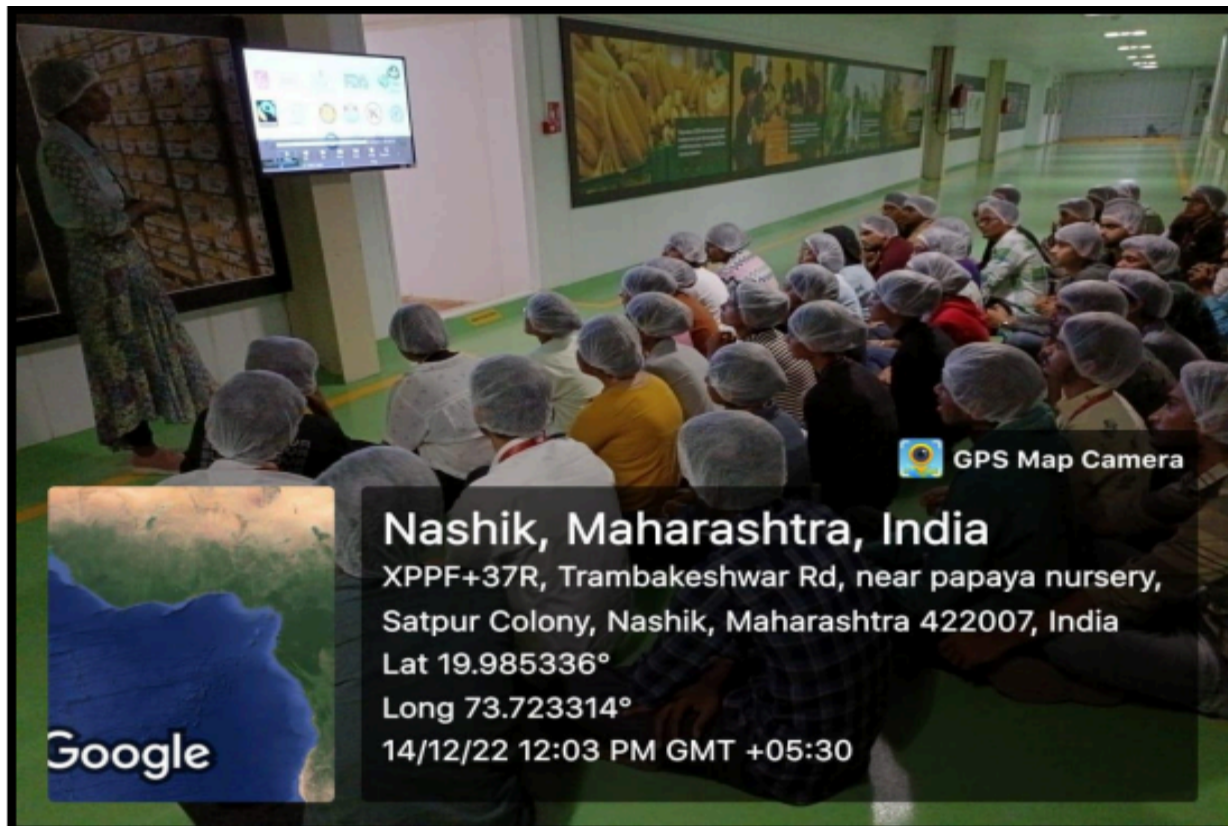 GPS Map Camera
Nashik, Maharashtra, India
XPPF+37R, Trambakeshwar Rd, near papaya nursery,
Satpur Colony, Nashik, Maharashtra 422007, India
Lat 19.985336°
Long 73.723314°
14/12/22 12:03 PM GMT +05:30
Google